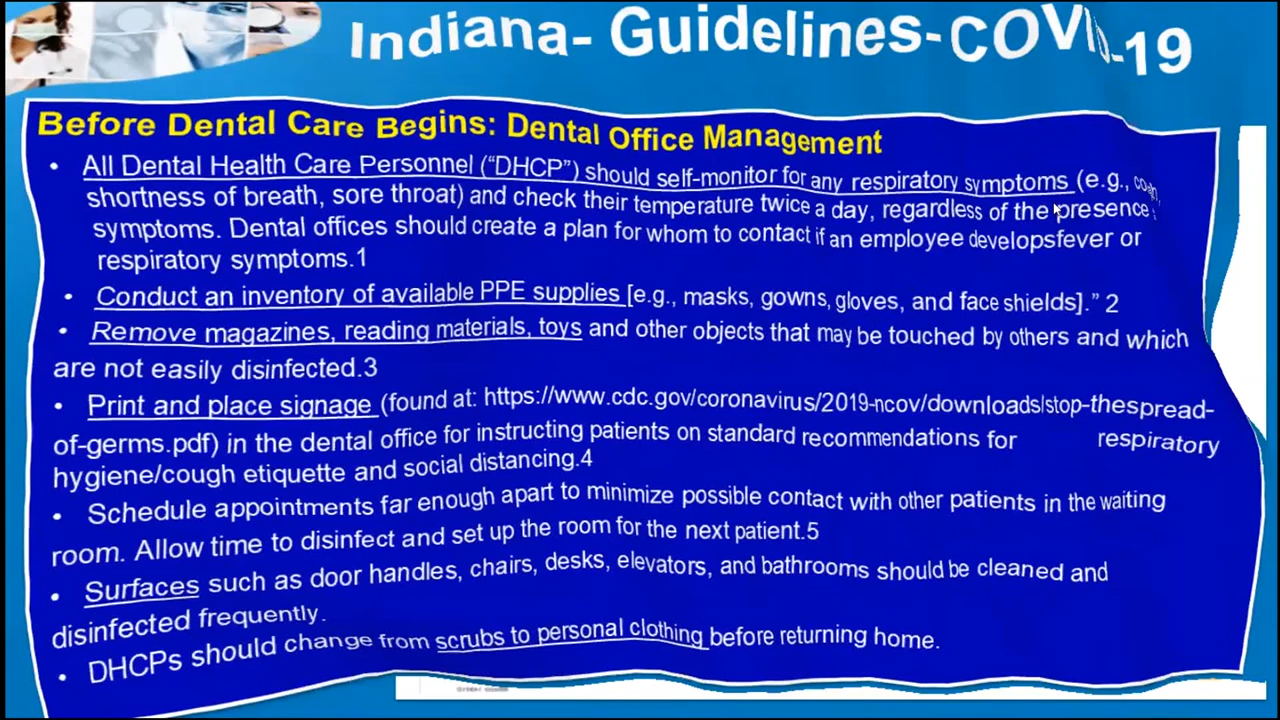 Indiana- Guidelines-COVID-19
Before Dental Care Begins: Dental Office Management
• All Dental Health Care Personnel (“DHCP”) should self-monitor for any respiratory symptoms (e.g.,
shortness of breath, sore throat) and check their temperature twice a day, regardless of the presence
symptoms. Dental offices should create a plan for whom to contact if an employee developsfever or
respiratory symptoms.1
• Conduct an inventory of available PPE supplies [e.g., masks, gowns, gloves, and face shields].” 2
• Remove magazines, reading materials, toys and other objects that may be touched by others and which
are not easily disinfected.3
• Print and place signage (found at: https://www.cdc.gov/coronavirus/2019-ncov/downloads/stop-thespread-
of-germs.pdf) in the dental office for instructing patients on standard recommendations for respiratory
hygiene/cough etiquette and social distancing.4
• Schedule appointments far enough apart to minimize possible contact with other patients in the waiting
room. Allow time to disinfect and set up the room for the next patient.5
• Surfaces such as door handles, chairs, desks, elevators, and bathrooms should be cleaned and
disinfected frequently.
• DHCPs should change from scrubs to personal clothing before returning home.